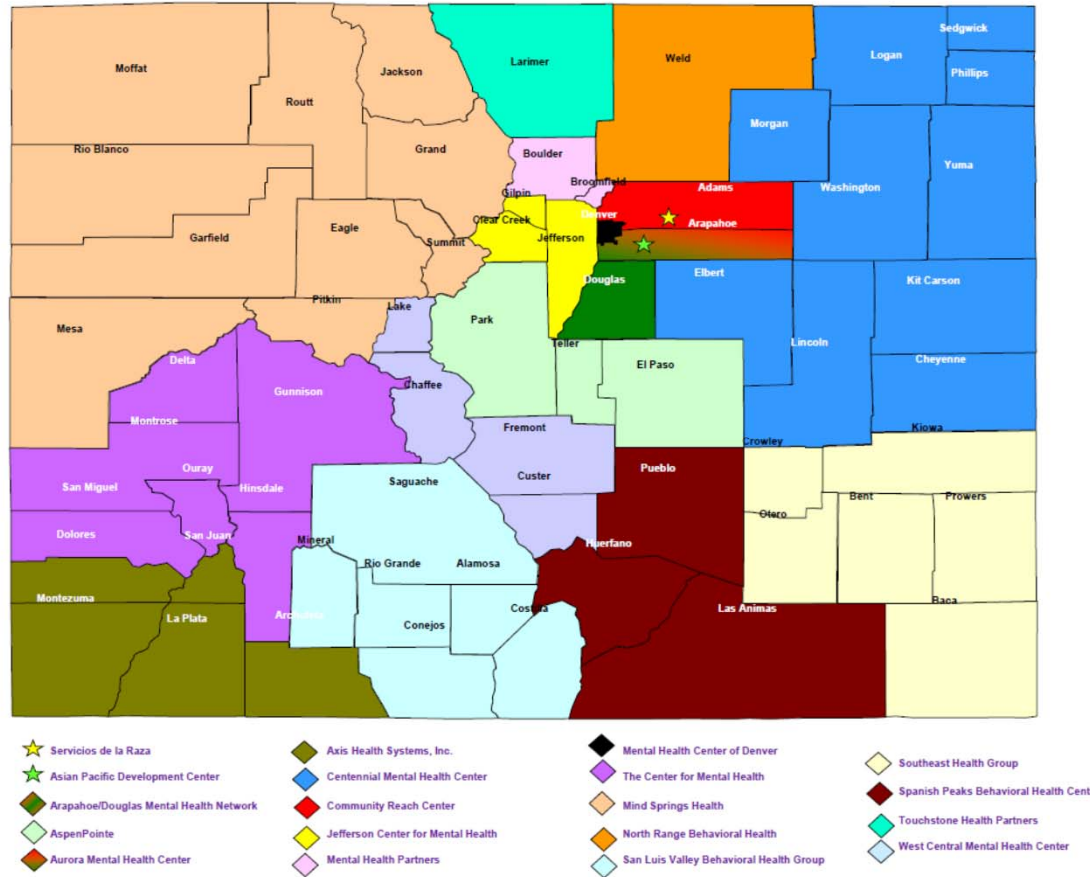 Sedgwick
Moffat
Jackson
Larimer
Weld
Logan
Phillips
Routt
Morgan
Rio Blanco
Grand
Boulder
Yuma
Broomfield
Gilpin
Adams
Washington
Denver
Clear Creek
Arapahoe
Garfield
Eagle
Summit
Jefferson
Elbert
Douglas
Kit Carson
Pitkin
Lake
Mesa
Park
Teller
Lincoln
Delta
El Paso
Cheyenne
Gunnison
Chaffee
Montrose
Fremont
Kiowa
Crowley
Ouray
Pueblo
San Miguel
Hinsdale
Saguache
Custer
Bent
Prowers
Otero
Dolores
San Juan
Mineral
Huerfano
Rio Grande
Alamosa
Montezuma
La Plata
Archuleta
Conejos
Costilla
Las Animas
Baca
Servicios de la Raza
Asian Pacific Development Center
Arapahoe/Douglas Mental Health Network
AspenPointe
Aurora Mental Health Center
Axis Health Systems, Inc.
Centennial Mental Health Center
Community Reach Center
Jefferson Center for Mental Health
Mental Health Partners
Mental Health Center of Denver
The Center for Mental Health
Mind Springs Health
North Range Behavioral Health
San Luis Valley Behavioral Health Group
Southeast Health Group
Spanish Peaks Behavioral Health Cent
Touchstone Health Partners
West Central Mental Health Center